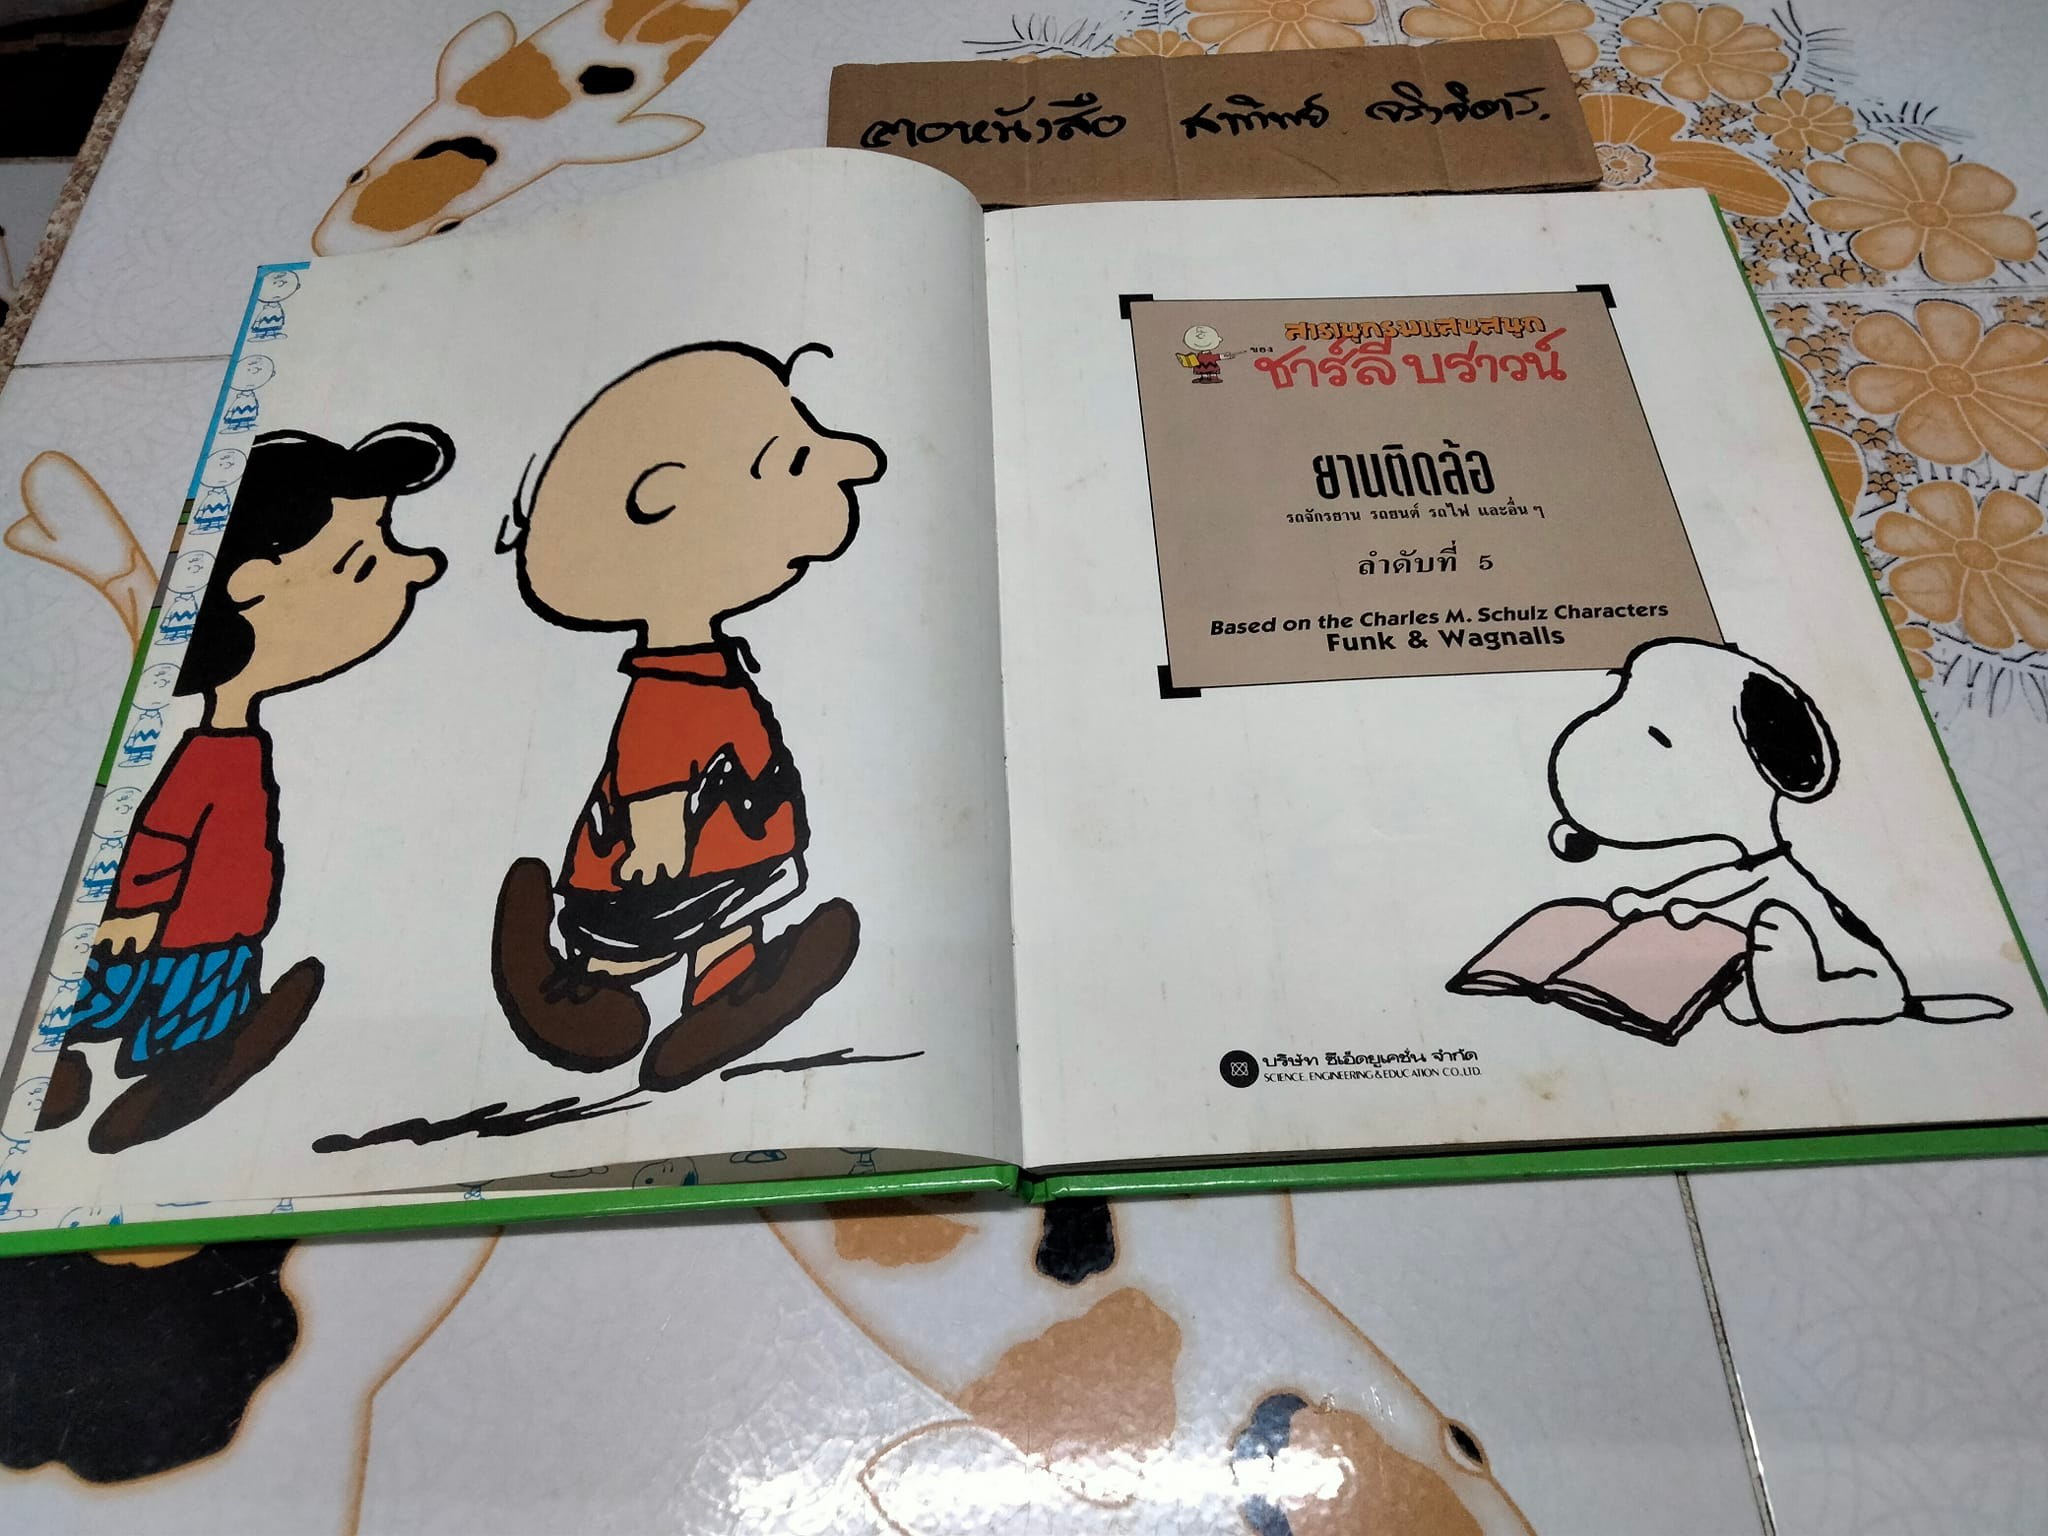 ขายหนังสือ สทิพย์ จริงจิตร.
สารานุกรมแสนสนุก
ของ
ชาร์ลี บราวน์
ยานติดล้อ
รถจักรยาน รถยนต์ รถไฟ และอื่น ๆ
ลำดับที่ 5
Based on the Charles M. Schulz Characters
Funk & Wagnalls
บริษัท ซีเอ็ดยูเคชั่น จำกัด
SCIENCE, ENGINEERING & EDUCATION CO.,LTD.